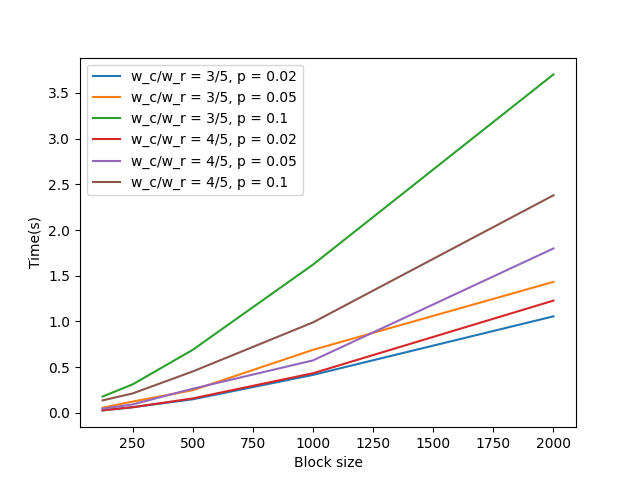 w_c/w_r = 3/5, p = 0.02
w_c/w_r = 3/5, p = 0.05
w_c/w_r = 3/5, p = 0.1
w_c/w_r = 4/5, p = 0.02
w_c/w_r = 4/5, p = 0.05
w_c/w_r = 4/5, p = 0.1
Time(s)
3.5
3.0
2.5
2.0
1.5
1.0
0.5
0.0
250 500 750 1000 1250 1500 1750 2000
Block size